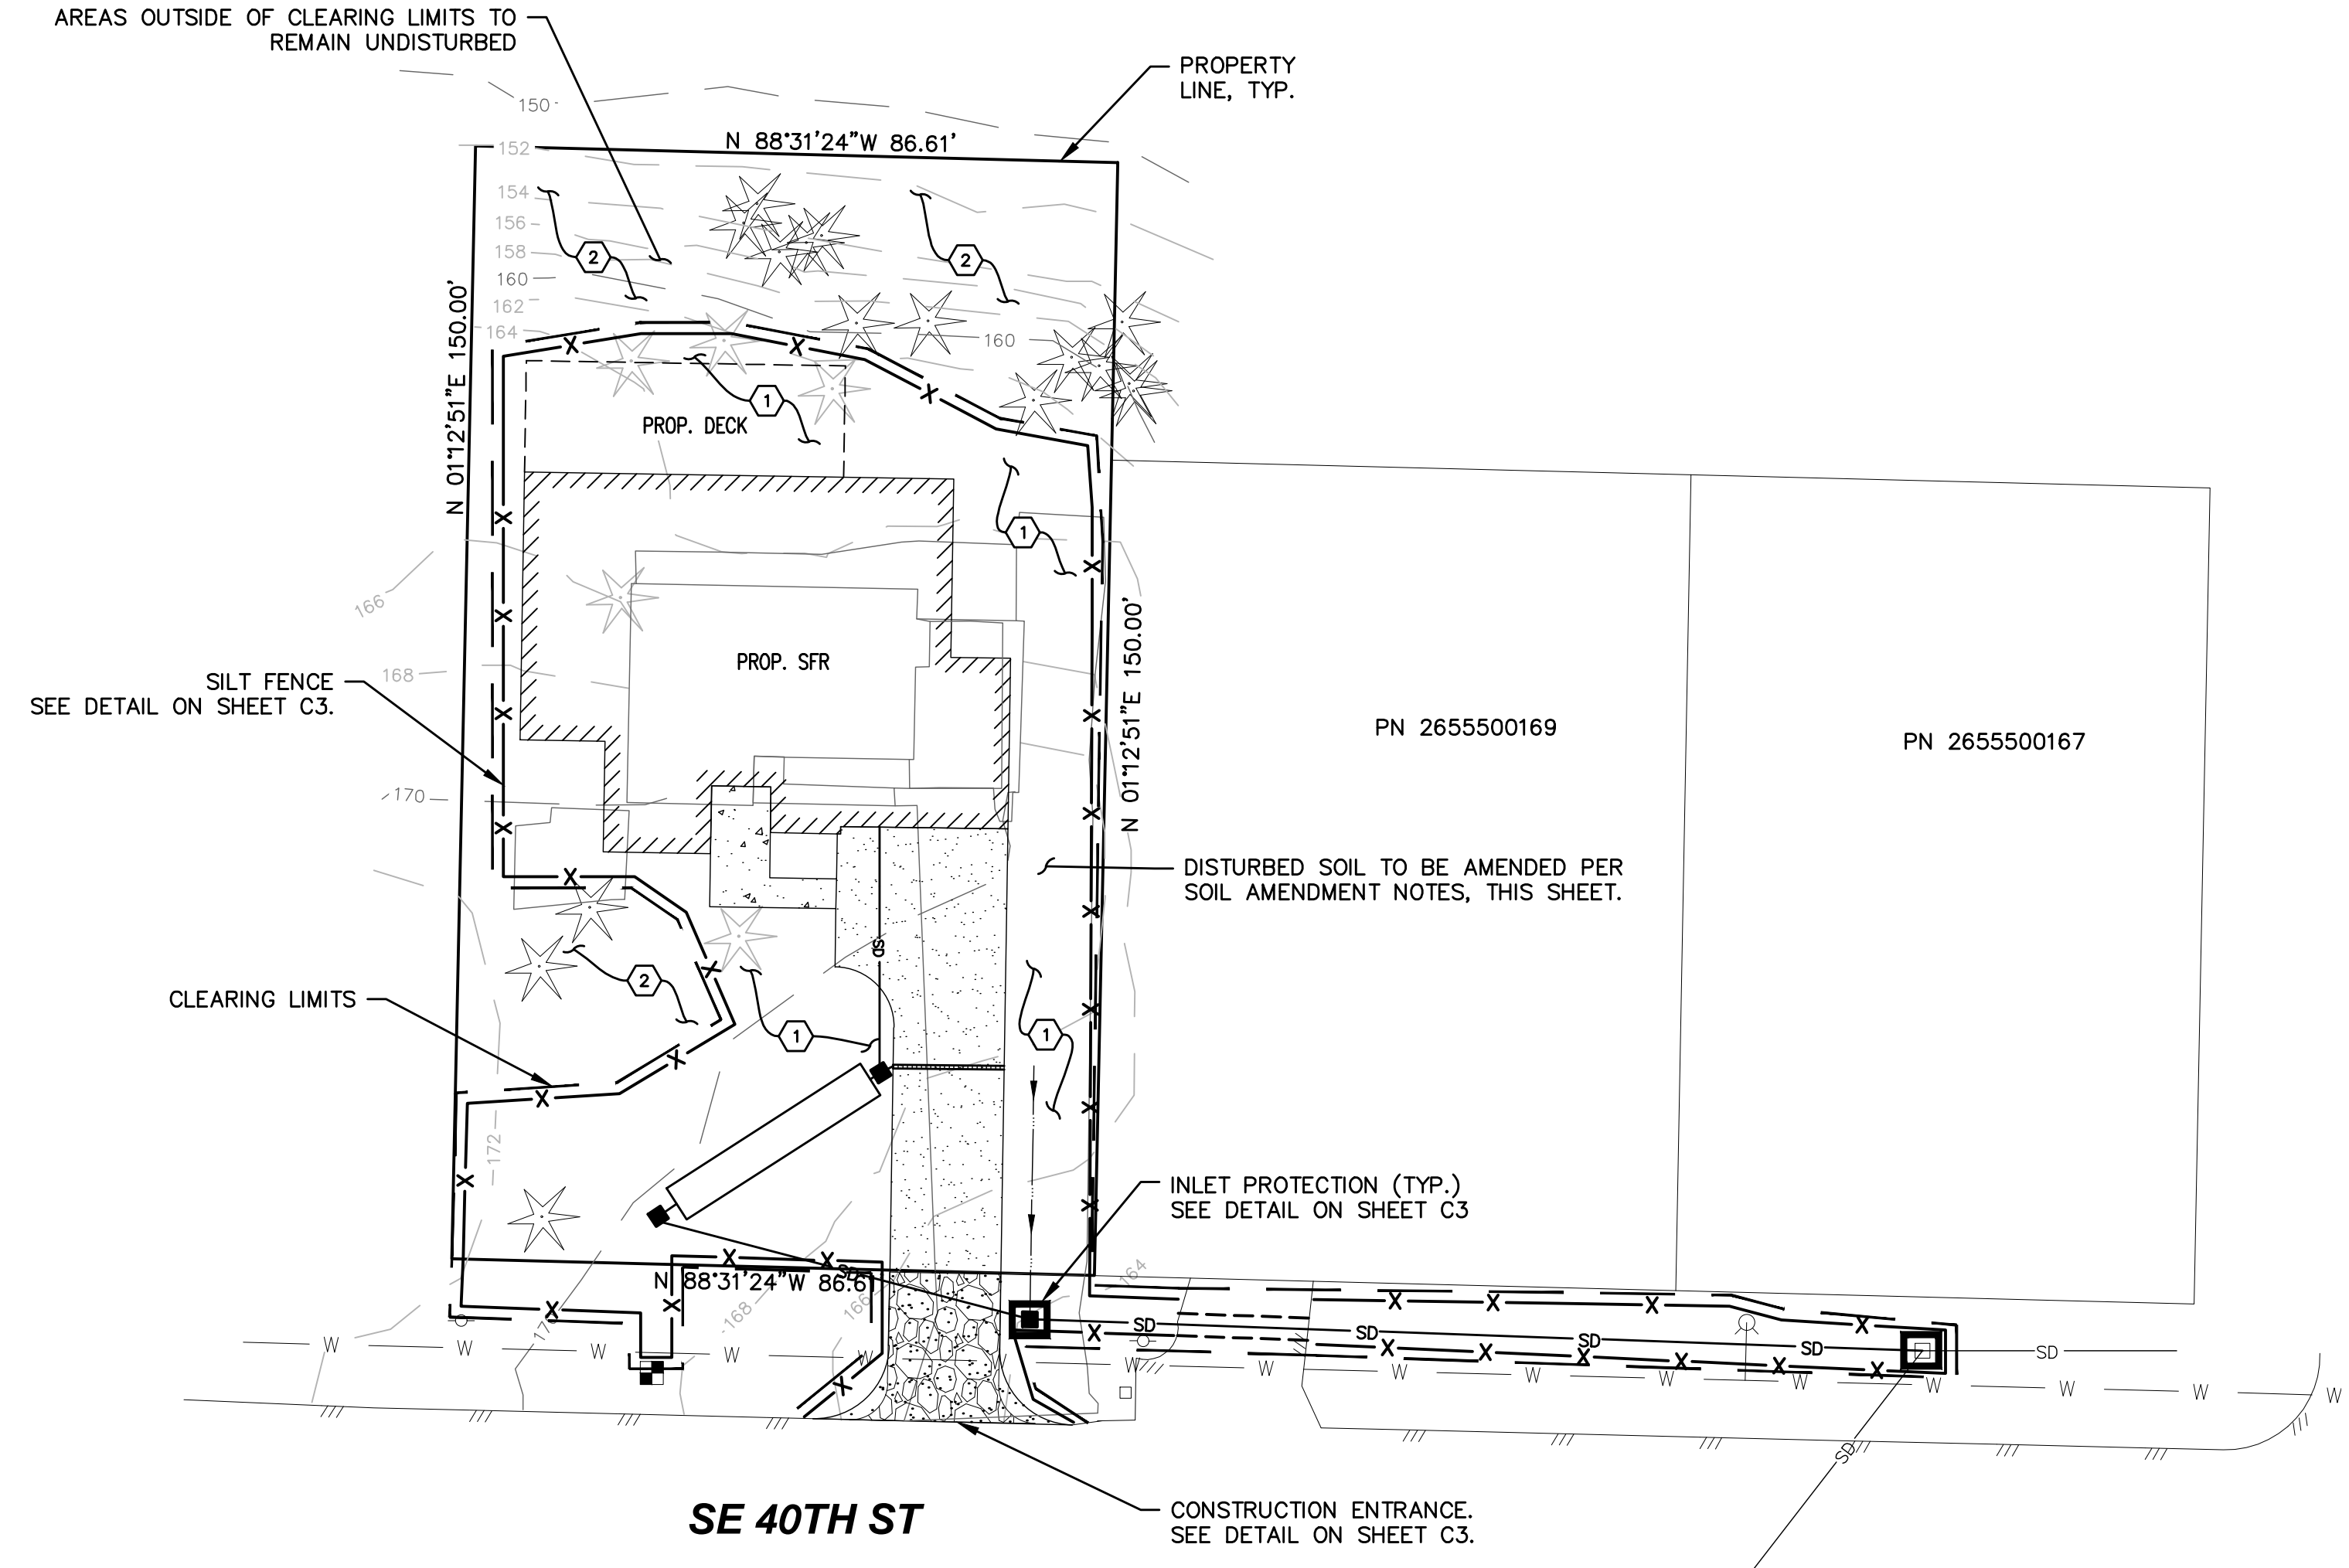 AREAS OUTSIDE OF CLEARING LIMITS TO
REMAIN UNDISTURBED
PROPERTY
LINE, TYP.
150
N 88°31'24"W 86.61'
152
154
156
158
160
162
164
2
2
160
N 01°12'51"E 150.00'
1
PROP. DECK
1
166
N 01°12'51"E 150.00'
PROP. SFR
168
SILT FENCE
SEE DETAIL ON SHEET C3.
PN 2655500169
PN 2655500167
170
DISTURBED SOIL TO BE AMENDED PER
SOIL AMENDMENT NOTES, THIS SHEET.
SD
2
CLEARING LIMITS
1
1
172
INLET PROTECTION (TYP.)
SEE DETAIL ON SHEET C3
N 88°31'24"W 86.61
SD
164
168
166
SD SD SD SD SD
W W W W W W W W W W W W W W W W
SD
SE 40TH ST
CONSTRUCTION ENTRANCE.
SEE DETAIL ON SHEET C3.